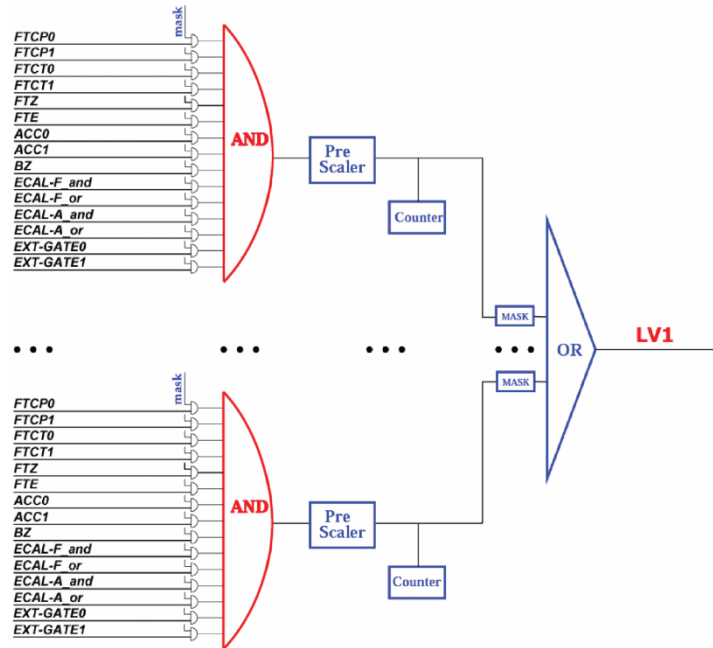 mask
FTCP0
FTCP1
FTCT0
FTCT1
FTZ
FTE
ACC0
ACC1
BZ
ECAL-F_and
ECAL-F_or
ECAL-A_and
ECAL-A_or
EXT-GATE0
EXT-GATE1
AND
Pre
Scaler
Counter
MASK
OR
LV1
MASK
mask
FTCP0
FTCP1
FTCT0
FTCT1
FTZ
FTE
ACC0
ACC1
BZ
ECAL-F_and
ECAL-F_or
ECAL-A_and
ECAL-A_or
EXT-GATE0
EXT-GATE1
AND
Pre
Scaler
Counter